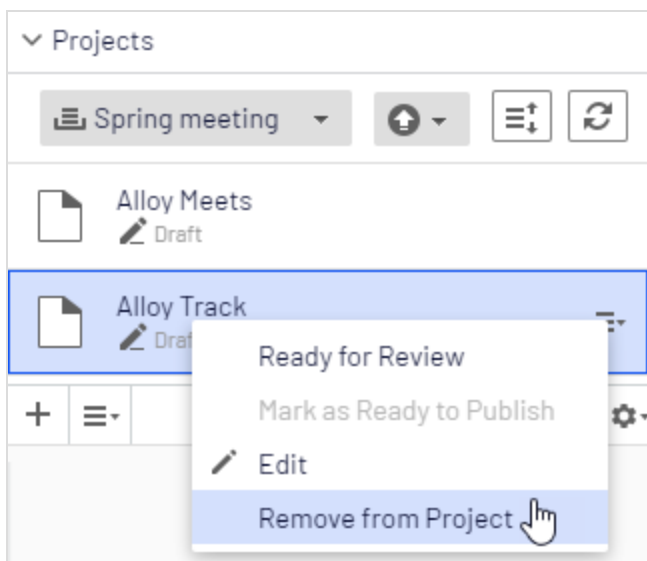 Projects
Spring meeting
Alloy Meets
Draft
Alloy Track
Draf
Ready for Review
Mark as Ready to Publish
Edit
Remove from Project